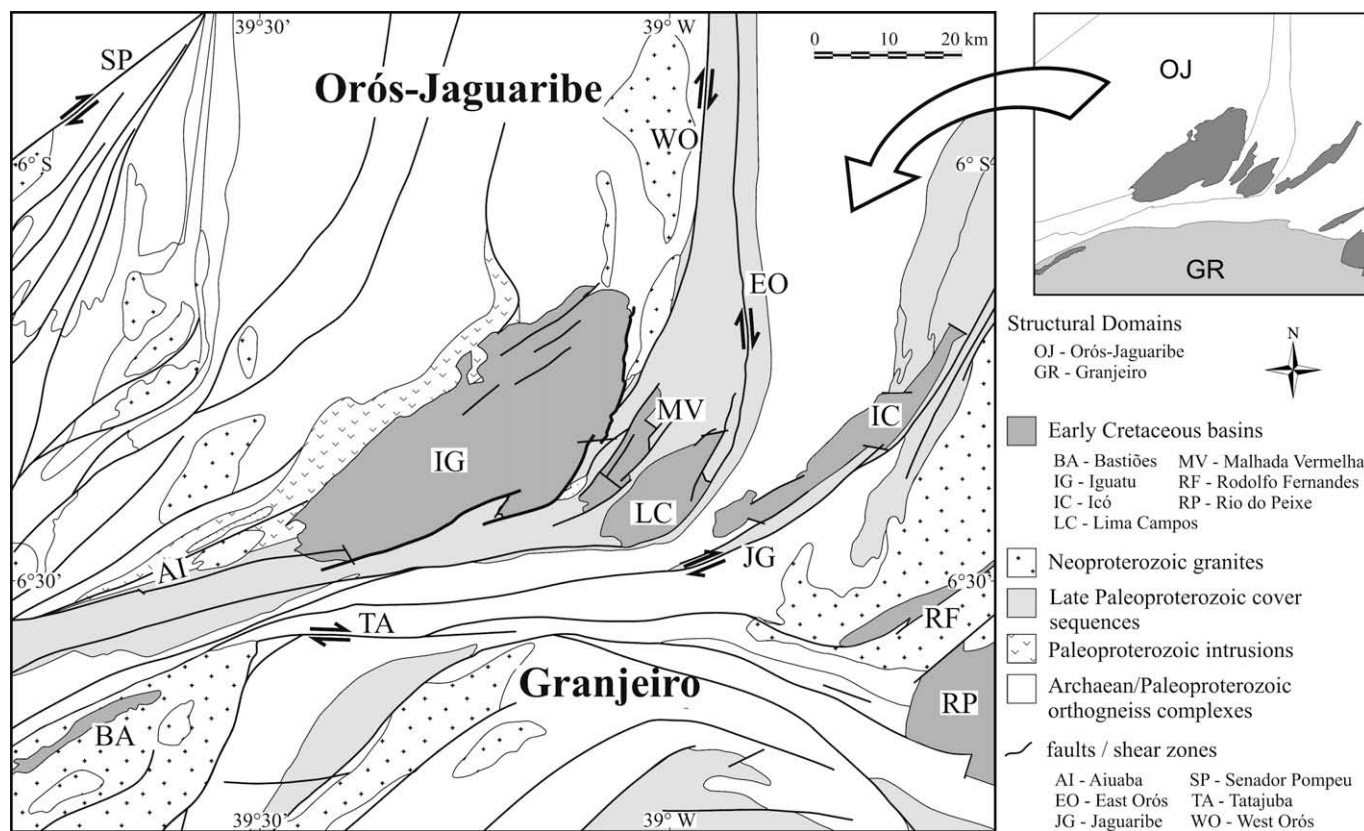 39°30'
39° W
0 10 20 km
SP
Orós-Jaguaribe
WO
6° S
6° S
EO
MV
IC
IG
LC
AI
JG
6°30'
6°30'
TA
RF
Granjeiro
RP
BA
39°30'
39° W
OJ
GR
Structural Domains
OJ - Orós-Jaguaribe
GR - Granjeiro
N
Early Cretaceous basins
BA - Bastiões MV - Malhada Vermelha
IG - Iguatu RF - Rodolfo Fernandes
IC - Icó RP - Rio do Peixe
LC - Lima Campos
Neoproterozoic granites
Late Paleoproterozoic cover
sequences
Paleoproterozoic intrusions
Archaean/Paleoproterozoic
orthogneiss complexes
faults / shear zones
AI - Aiuaba SP - Senador Pompeu
EO - East Orós TA - Tatajuba
JG - Jaguaribe WO - West Orós